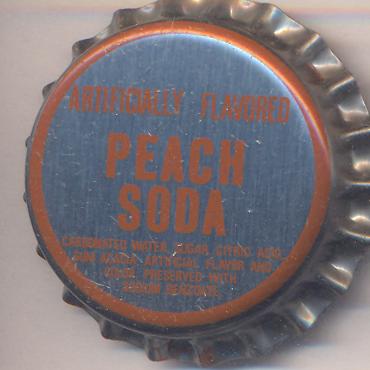 ARTIFICIALLY FLAVORED
PEACH
SODA
CARBONATED WATER, SUGAR, CITRIC ACID,
GUM ACACIA, ARTIFICIAL FLAVOR AND
COLOR. PRESERVED WITH
SODIUM BENZOATE.